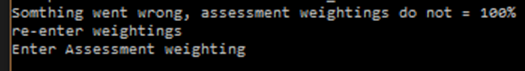 Somthing went wrong, assessment weightings do not = 100%
re-enter weightings
Enter Assessment weighting